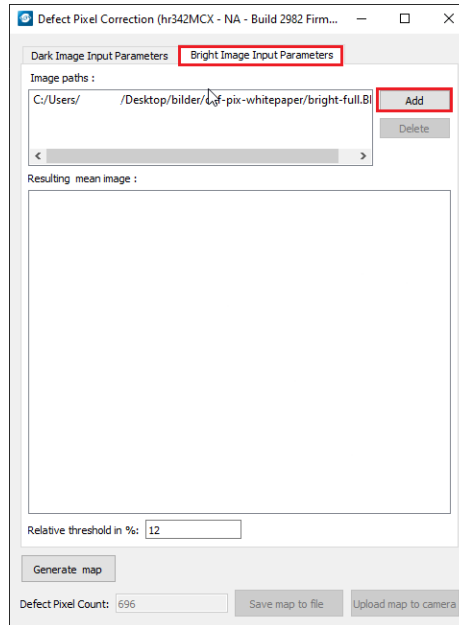 Defect Pixel Correction (hr342MCX - NA - Build 2982 Firm...
Dark Image Input Parameters Bright Image Input Parameters
Image paths :
C:/Users/ /Desktop/bilder/ -pix-whitepaper/bright-full.Bl
Add
Delete
Resulting mean image :
Relative threshold in %: 12
Generate map
Defect Pixel Count: 696 Save map to file Upload map to camera